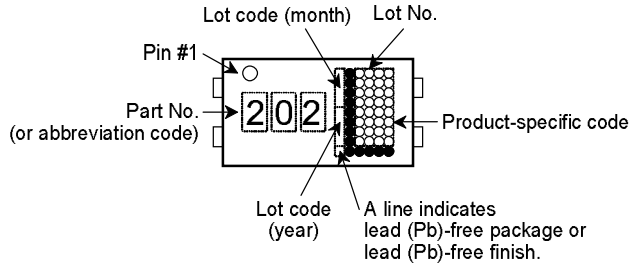 Lot code (month)
Lot No.
Pin #1
Part No.
(or abbreviation code)
202
Product-specific code
Lot code
(year)
A line indicates
lead (Pb)-free package or
lead (Pb)-free finish.